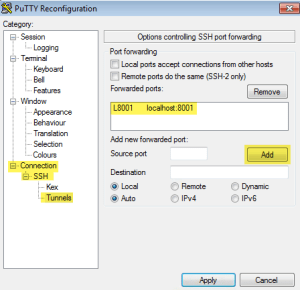 PuTTY Reconfiguration
Category:
Session
Logging
Terminal
Keyboard
Bell
Features
Window
Appearance
Behaviour
Translation
Selection
Colours
Connection
SSH
Kex
Tunnels
Options controlling SSH port forwarding
Port forwarding
Local ports accept connections from other hosts
Remote ports do the same (SSH-2 only)
Forwarded ports:
Remove
L8001 localhost:8001
Add new forwarded port:
Source port
Add
Destination
Local Remote Dynamic
Auto IPv4 IPv6
Apply Cancel